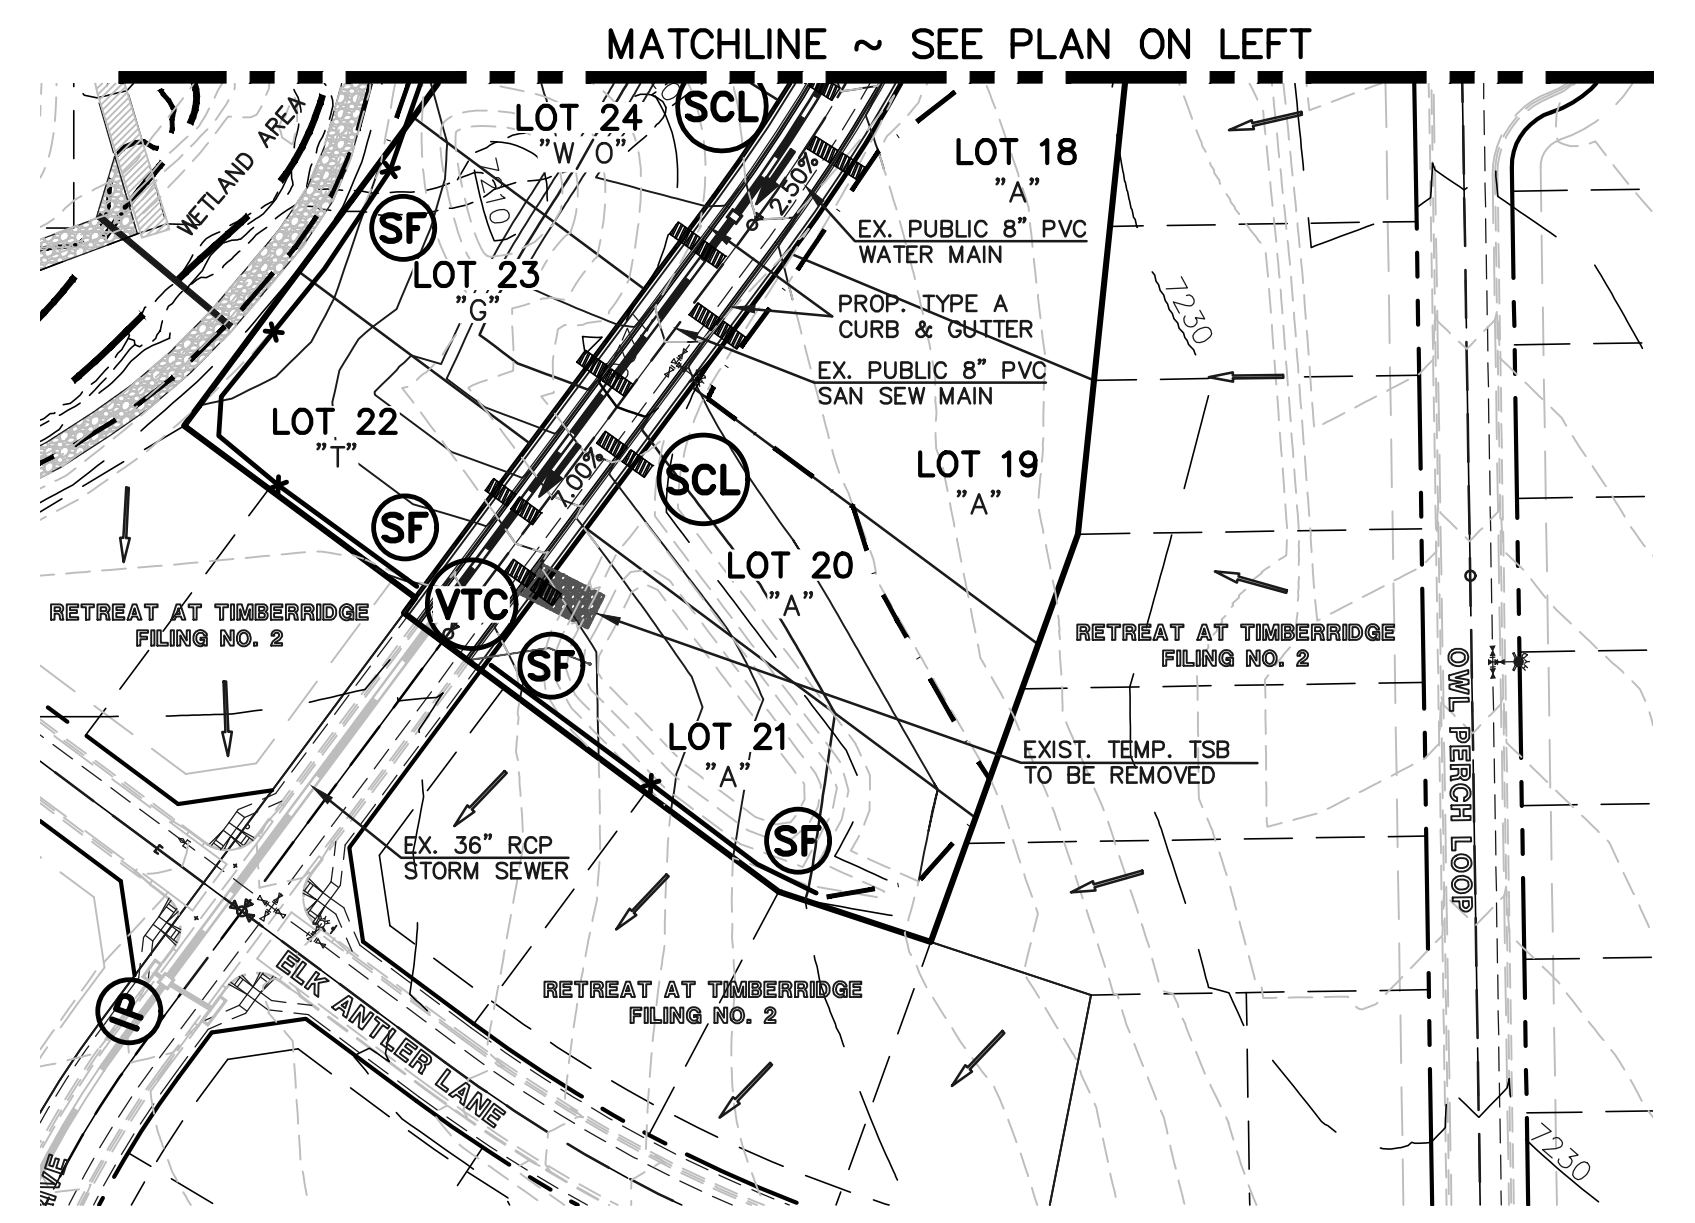 MATCHLINE ~ SEE PLAN ON LEFT
WETLAND AREA
LOT 24
"W/O"
SCL
LOT 18
"A"
7210
2.50%
SF
EX. PUBLIC 8" PVC
WATER MAIN
LOT 23
"G"
PROP. TYPE A
CURB & GUTTER
7230
EX. PUBLIC 8" PVC
SAN SEW MAIN
LOT 22
"T"
7.00%
SCL
LOT 19
"A"
SF
LOT 20
"A"
VTC
RETREAT AT TIMBERRIDGE
FILING NO. 2
RETREAT AT TIMBERRIDGE
FILING NO. 2
SF
OWL PERCH LOOP
LOT 21
"A"
EXIST. TEMP. TSB
TO BE REMOVED
SF
EX. 36" RCP
STORM SEWER
RETREAT AT TIMBERRIDGE
FILING NO. 2
IP
ELK ANTLER LANE
7230